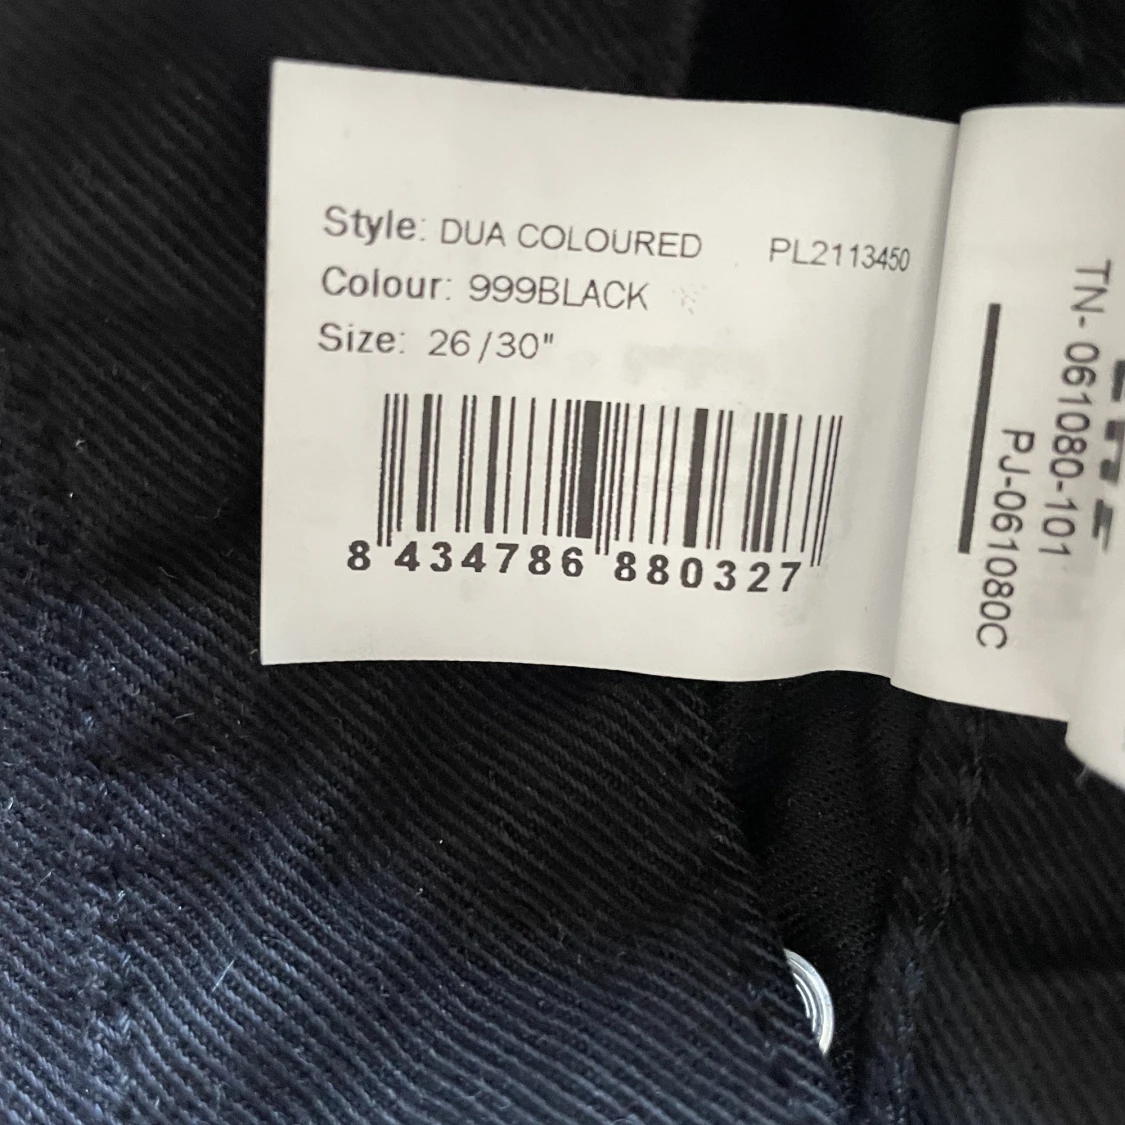 Style: DUA COLOURED PL2113450
Colour: 999BLACK
Size: 26/30"
8 434786 880327
TN-061080-101
PJ-061080C